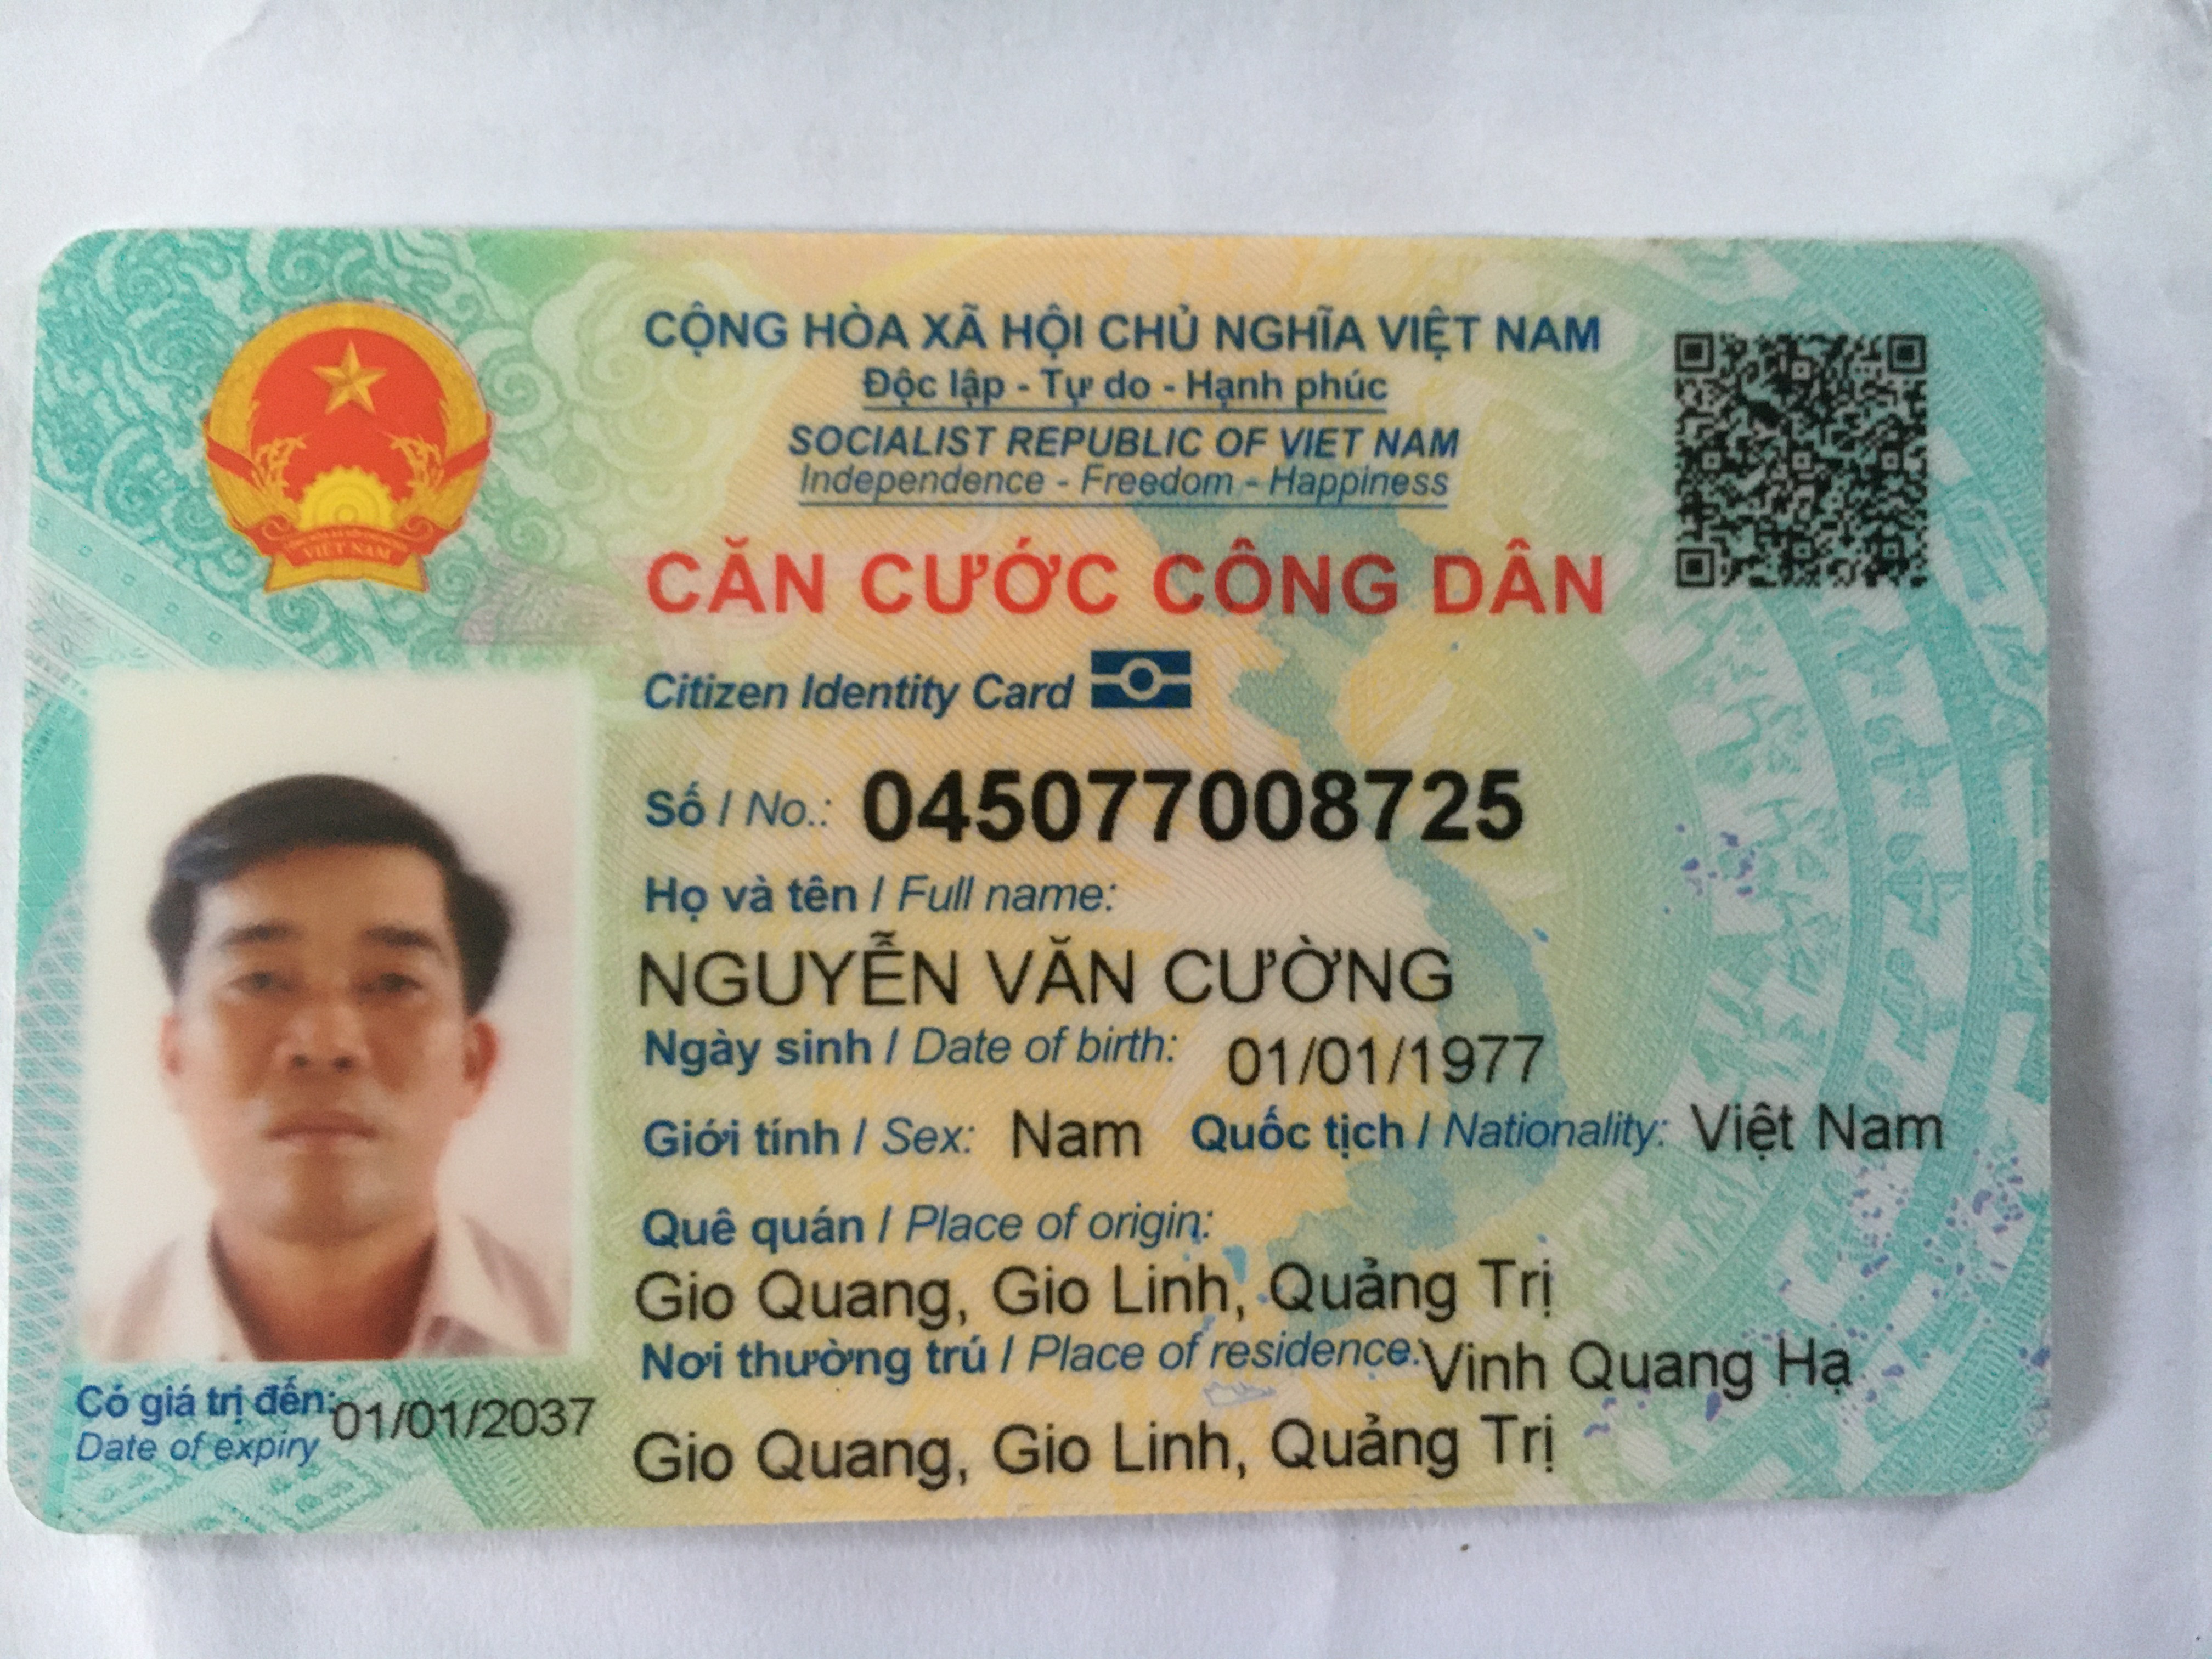 CỘNG HÒA XÃ HỘI CHỦ NGHĨA VIỆT NAM
Độc lập - Tự do - Hạnh phúc
SOCIALIST REPUBLIC OF VIET NAM
Independence - Freedom - Happiness
CĂN CƯỚC CÔNG DÂN
Citizen Identity Card
Số / No.: 045077008725
Họ và tên / Full name:
NGUYỄN VĂN CƯỜNG
Ngày sinh / Date of birth: 01/01/1977
Giới tính / Sex: Nam Quốc tịch / Nationality: Việt Nam
Quê quán / Place of origin:
Gio Quang, Gio Linh, Quảng Trị
Nơi thường trú / Place of residence: Vinh Quang Hạ
Gio Quang, Gio Linh, Quảng Trị
Có giá trị đến: 01/01/2037
Date of expiry
VIỆT NAM